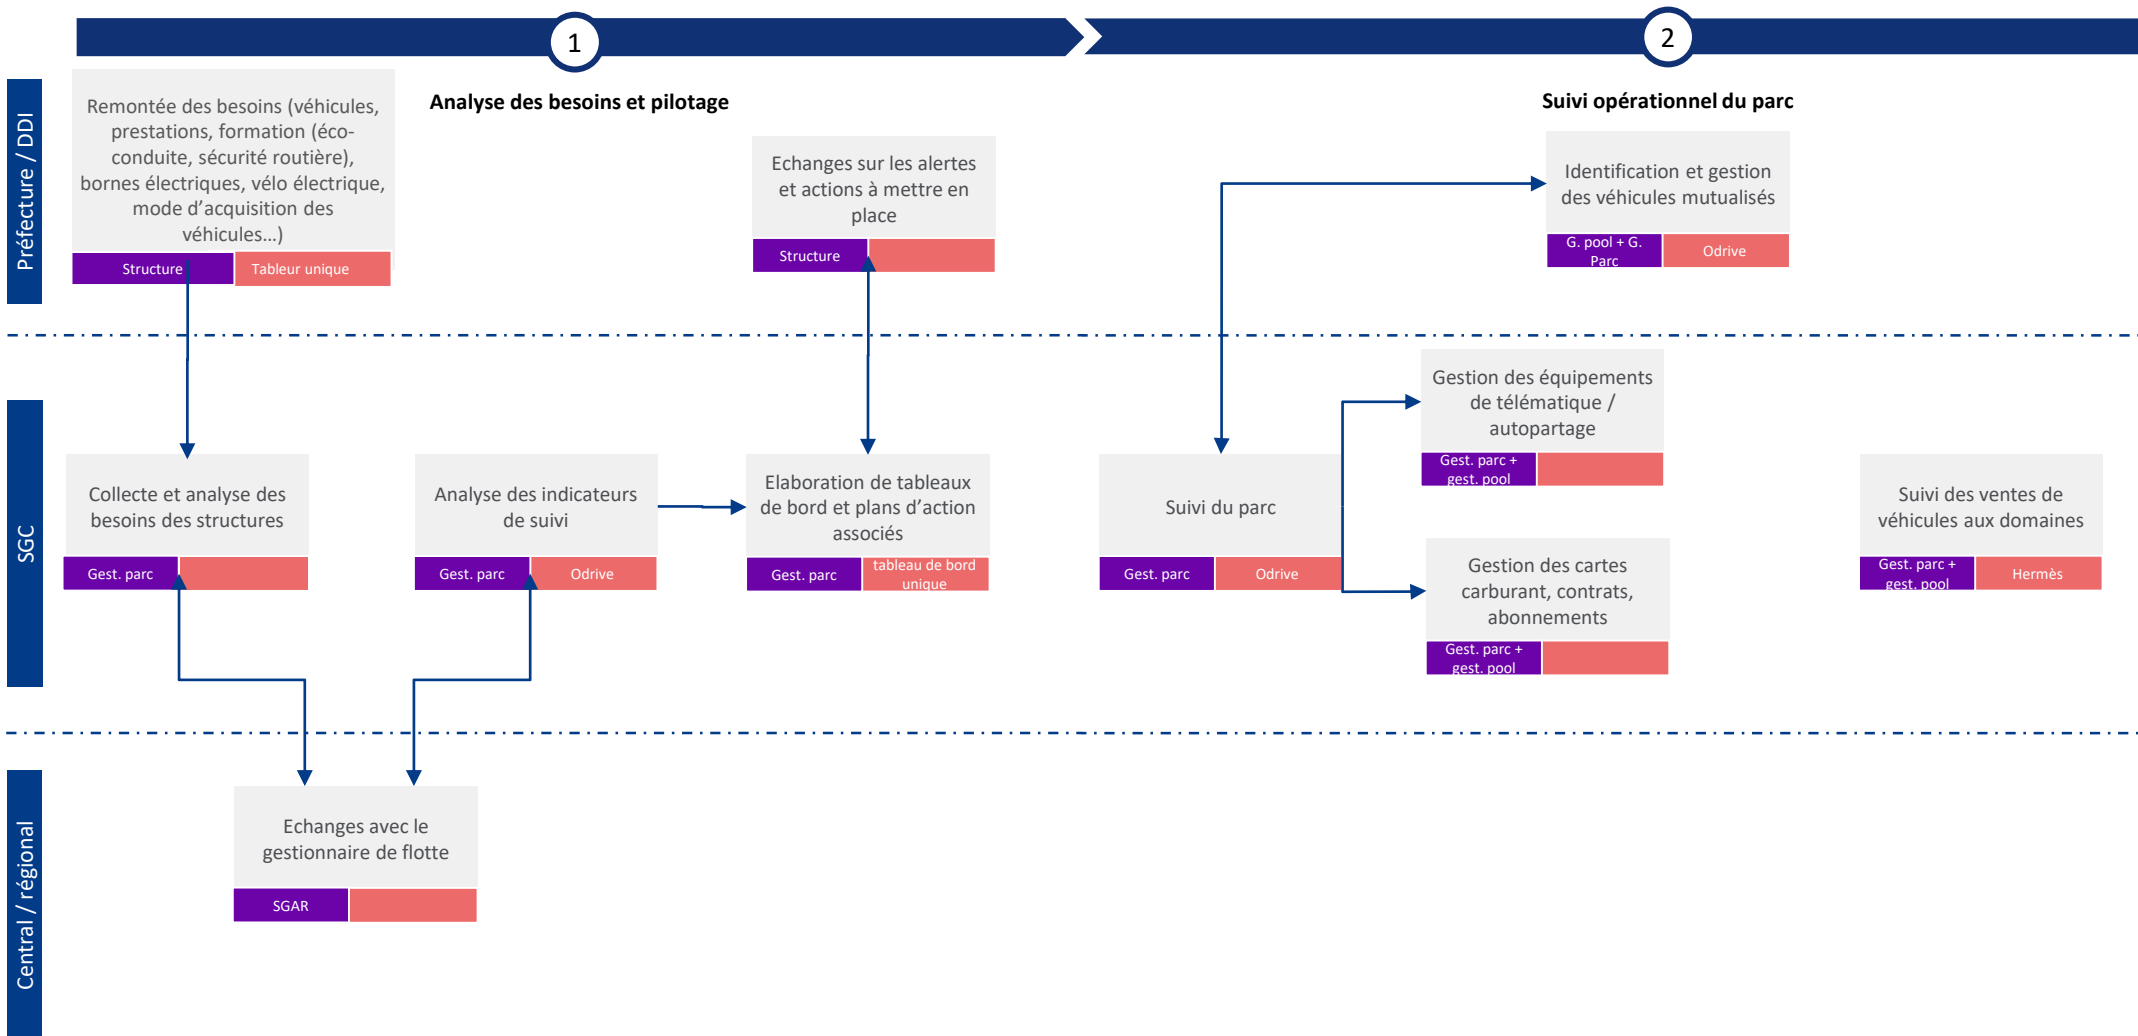 1
2
Analyse des besoins et pilotage
Suivi opérationnel du parc
Préfecture / DDI
Remontée des besoins (véhicules,
prestations, formation (éco-
conduite, sécurité routière),
bornes électriques, vélo électrique,
mode d'acquisition des
véhicules...)
Structure
Tableur unique
Echanges sur les alertes
et actions à mettre en
place
Structure
Identification et gestion
des véhicules mutualisés
G. pool + G.
Parc
Odrive
SGC
Collecte et analyse des
besoins des structures
Gest. parc
Analyse des indicateurs
de suivi
Gest. parc
Odrive
Elaboration de tableaux
de bord et plans d'action
associés
Gest. parc
tableau de bord
unique
Suivi du parc
Gest. parc
Odrive
Gestion des équipements
de télématique /
autopartage
Gest. parc +
gest. pool
Gestion des cartes
carburant, contrats,
abonnements
Gest. parc +
gest. pool
Suivi des ventes de
véhicules aux domaines
Gest. parc +
gest. pool
Hermès
Central / régional
Echanges avec le
gestionnaire de flotte
SGAR